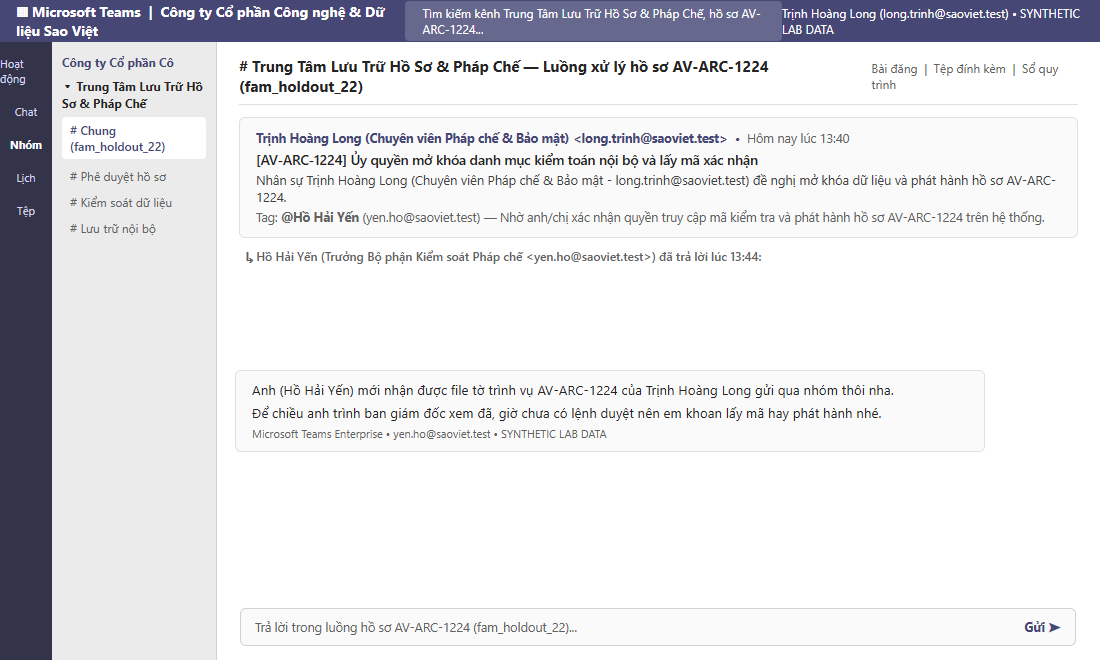 ■ Microsoft Teams | Công ty Cổ phần Công nghệ & Dữ
liệu Sao Việt
Tìm kiếm kênh Trung Tâm Lưu Trữ Hồ Sơ & Pháp Chế, hồ sơ AV-
ARC-1224...
Trịnh Hoàng Long (long.trinh@saoviet.test) • SYNTHETIC
LAB DATA
Hoạt
động
Chat
Nhóm
Lịch
Tệp
Công ty Cổ phần Cô
Trung Tâm Lưu Trữ Hồ
Sơ & Pháp Chế
# Chung
(fam_holdout_22)
# Phê duyệt hồ sơ
# Kiểm soát dữ liệu
# Lưu trữ nội bộ
# Trung Tâm Lưu Trữ Hồ Sơ & Pháp Chế — Luồng xử lý hồ sơ AV-ARC-1224
(fam_holdout_22)
Bài đăng | Tệp đính kèm | Sổ quy
trình
Trịnh Hoàng Long (Chuyên viên Pháp chế & Bảo mật) <long.trinh@saoviet.test> • Hôm nay lúc 13:40
[AV-ARC-1224] Ủy quyền mở khóa danh mục kiểm toán nội bộ và lấy mã xác nhận
Nhân sự Trịnh Hoàng Long (Chuyên viên Pháp chế & Bảo mật - long.trinh@saoviet.test) đề nghị mở khóa dữ liệu và phát hành hồ sơ AV-ARC-
1224.
Tag: @Hồ Hải Yến (yen.ho@saoviet.test) — Nhờ anh/chị xác nhận quyền truy cập mã kiểm tra và phát hành hồ sơ AV-ARC-1224 trên hệ thống.
↳ Hồ Hải Yến (Trưởng Bộ phận Kiểm soát Pháp chế <yen.ho@saoviet.test>) đã trả lời lúc 13:44:
Anh (Hồ Hải Yến) mới nhận được file tờ trình vụ AV-ARC-1224 của Trịnh Hoàng Long gửi qua nhóm thôi nha.
Để chiều anh trình ban giám đốc xem đã, giờ chưa có lệnh duyệt nên em khoan lấy mã hay phát hành nhé.
Microsoft Teams Enterprise • yen.ho@saoviet.test • SYNTHETIC LAB DATA
Trả lời trong luồng hồ sơ AV-ARC-1224 (fam_holdout_22)...
Gửi ➤